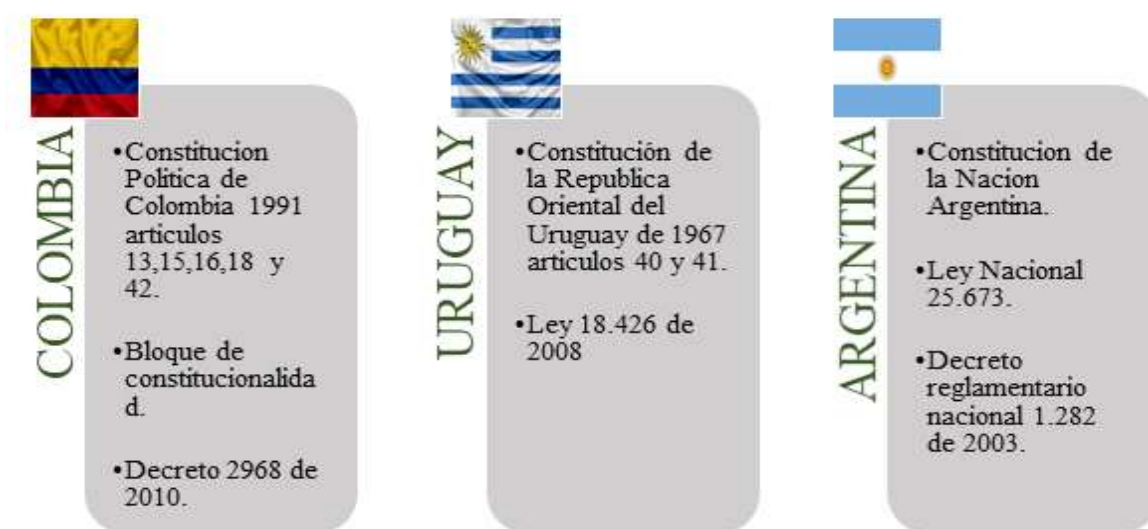 COLOMBIA
•Constitucion
Politica de
Colombia 1991
articulos
13,15,16,18 y
42.
•Bloque de
constitucionalida
d.
•Decreto 2968 de
2010.
URUGUAY
•Constitución de
la Republica
Oriental del
Uruguay de 1967
articulos 40 y 41.
•Ley 18.426 de
2008
ARGENTINA
•Constitucion de
la Nacion
Argentina.
•Ley Nacional
25.673.
•Decreto
reglamentario
nacional 1.282
de 2003.